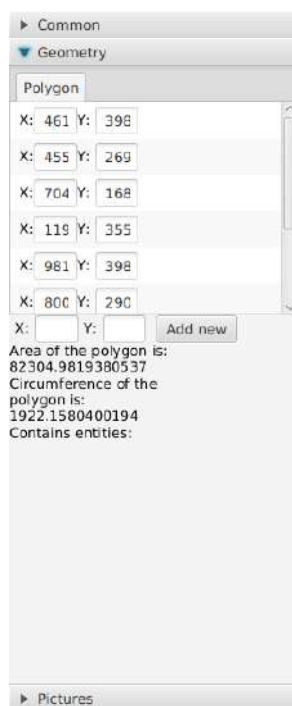 Common
Geometry
Polygon
X: 461 Y: 398
X: 455 Y: 269
X: 704 Y: 168
X: 119 Y: 355
X: 981 Y: 398
X: 800 Y: 290
X: Y: Add new
Area of the polygon is:
82304.9819380537
Circumference of the
polygon is:
1922.1580400194
Contains entities:
Pictures